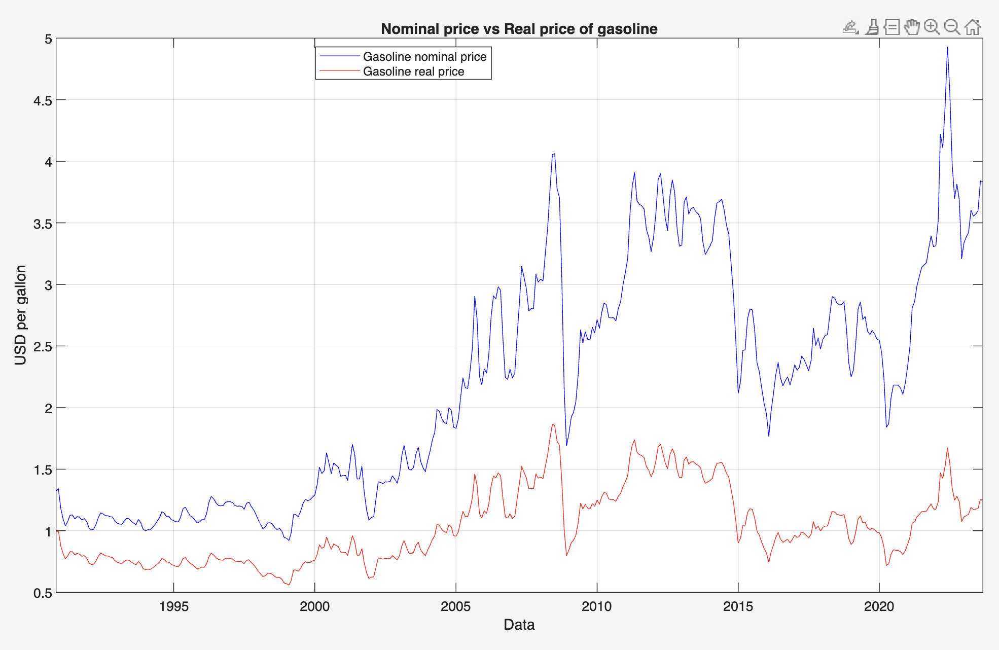 Nominal price vs Real price of gasoline
Gasoline nominal price
Gasoline real price
5
4.5
4
3.5
3
2.5
2
1.5
1
0.5
USD per gallon
1995 2000 2005 2010 2015 2020
Data